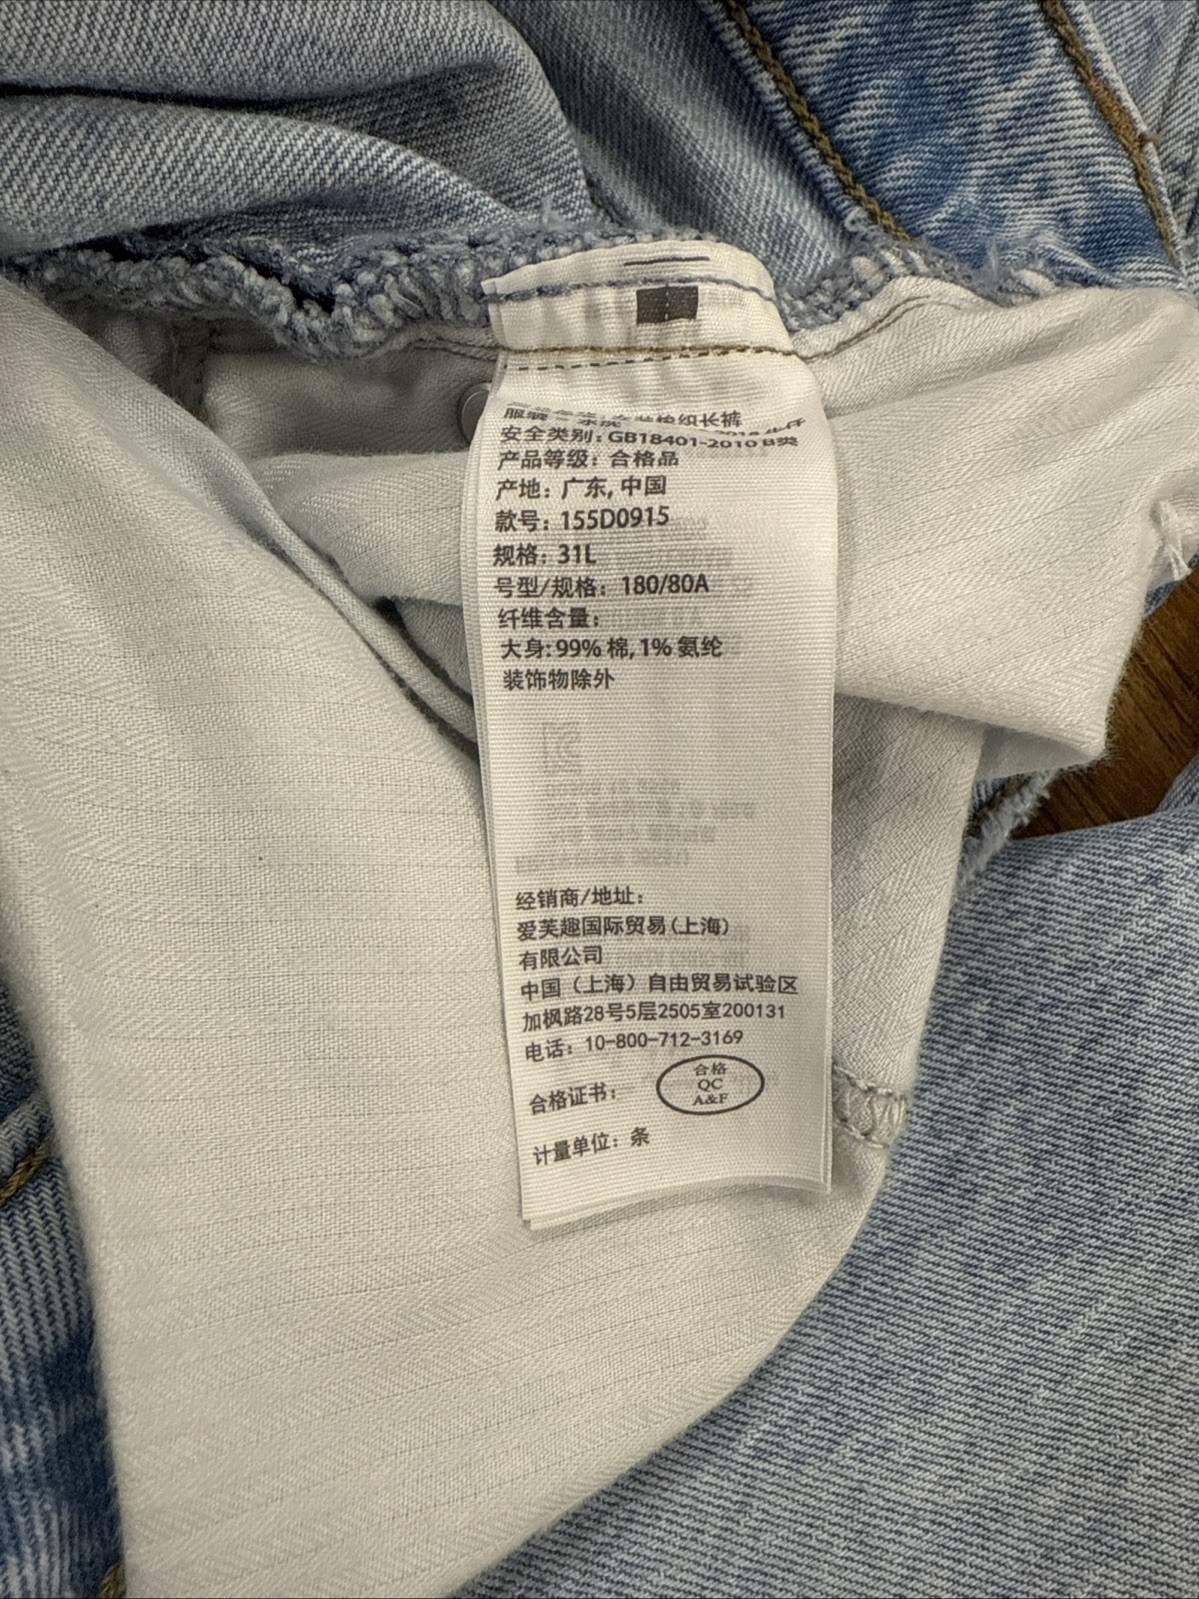 织长裤
安全类别：GB18401-2010 B类
产品等级：合格品
产地：广东, 中国
款号：155D0915
规格：31L
号型/规格：180/80A
纤维含量：
大身:99% 棉, 1% 氨纶
装饰物除外
经销商/地址：
爱芙趣国际贸易(上海)
有限公司
中国（上海）自由贸易试验区
加枫路28号5层2505室200131
电话：10-800-712-3169
合格证书：
合格
QC
A&F
计量单位：条